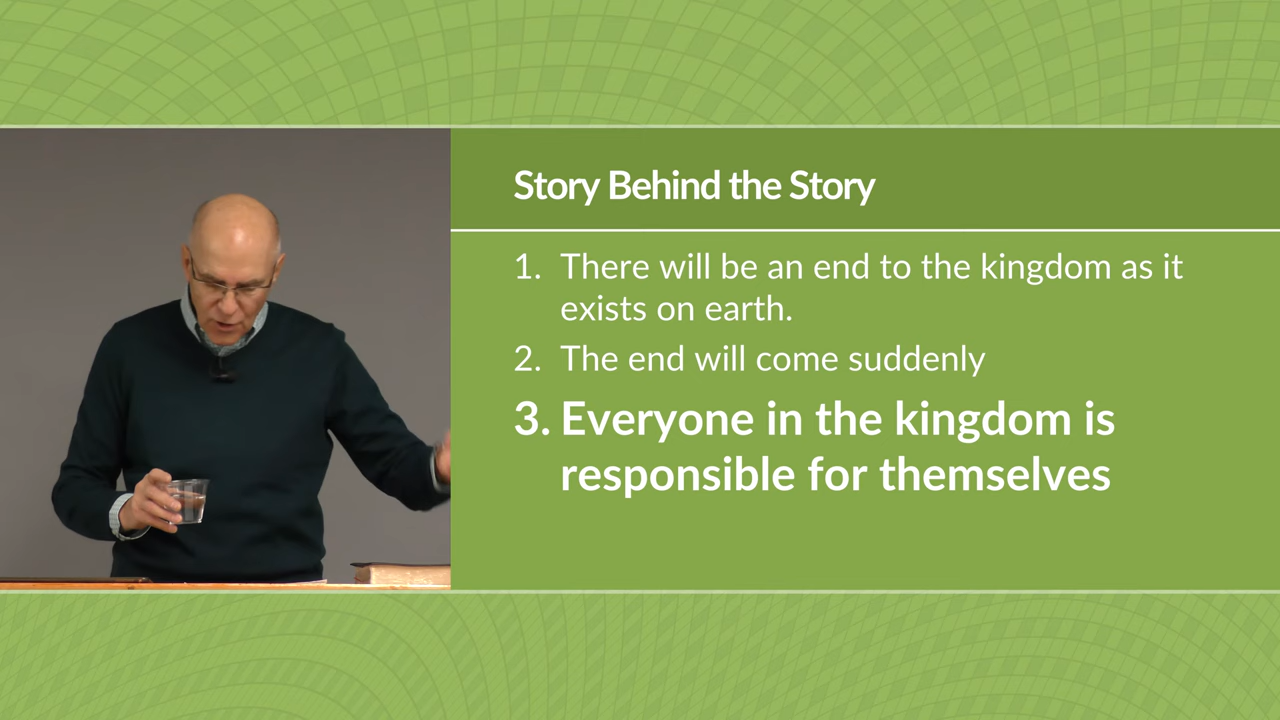 Story Behind the Story
1. There will be an end to the kingdom as it
exists on earth.
2. The end will come suddenly
3. Everyone in the kingdom is
responsible for themselves